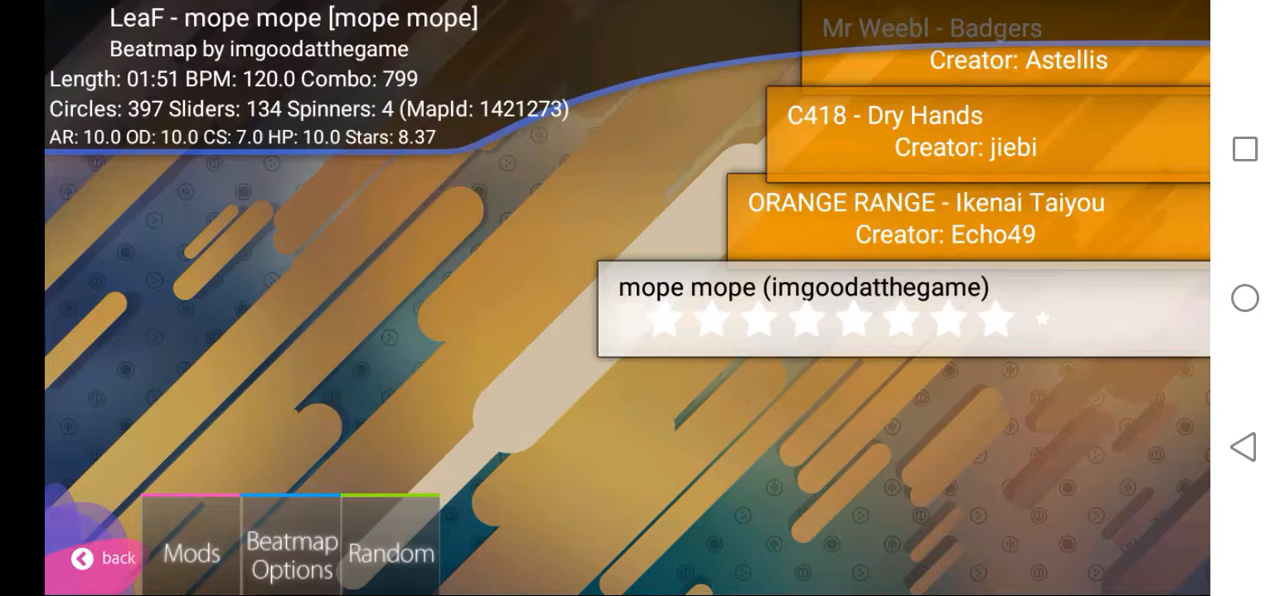 LeaF - mope mope [mope mope]
Beatmap by imgoodatthegame
Length: 01:51 BPM: 120.0 Combo: 799
Circles: 397 Sliders: 134 Spinners: 4 (MapId: 1421273)
AR: 10.0 OD: 10.0 CS: 7.0 HP: 10.0 Stars: 8.37
Mr Weebl - Badgers
Creator: Astellis
C418 - Dry Hands
Creator: jiebi
ORANGE RANGE - Ikenai Taiyou
Creator: Echo49
mope mope (imgoodatthegame)
back
Mods
Beatmap
Options
Random